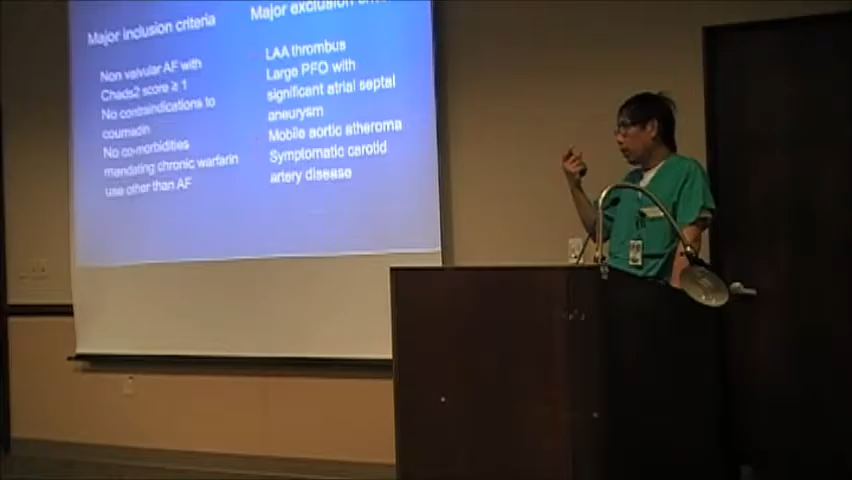 Major inclusion criteria
Non valvular AF with
Chads2 score ≥ 1
No contraindications to
coumadin
No co-morbidities
mandating chronic warfarin
use other than AF
Major exclusion
LAA thrombus
Large PFO with
significant atrial septal
aneurysm
Mobile aortic atheroma
Symptomatic carotid
artery disease